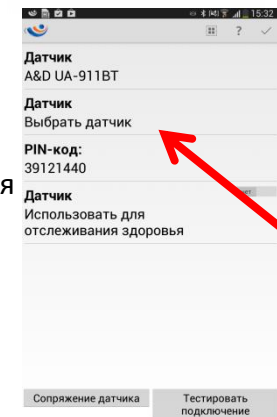 15:32
?
Датчик
A&D UA-911BT
Датчик
Выбрать датчик
PIN-код:
39121440
я
Датчик
Использовать для
отслеживания здоровья
Сопряжение датчика
Тестировать
подключение